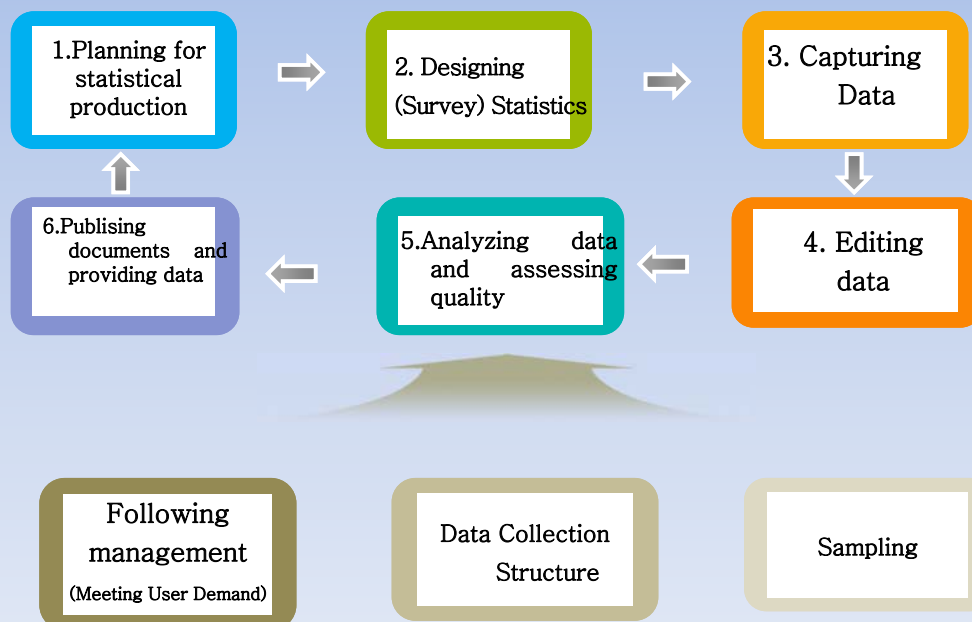 1.Planning for
statistical
production
2. Designing
(Survey) Statistics
3. Capturing
Data
6.Publising
documents and
providing data
5.Analyzing data
and assessing
quality
4. Editing
data
Following
management
(Meeting User Demand)
Data Collection
Structure
Sampling